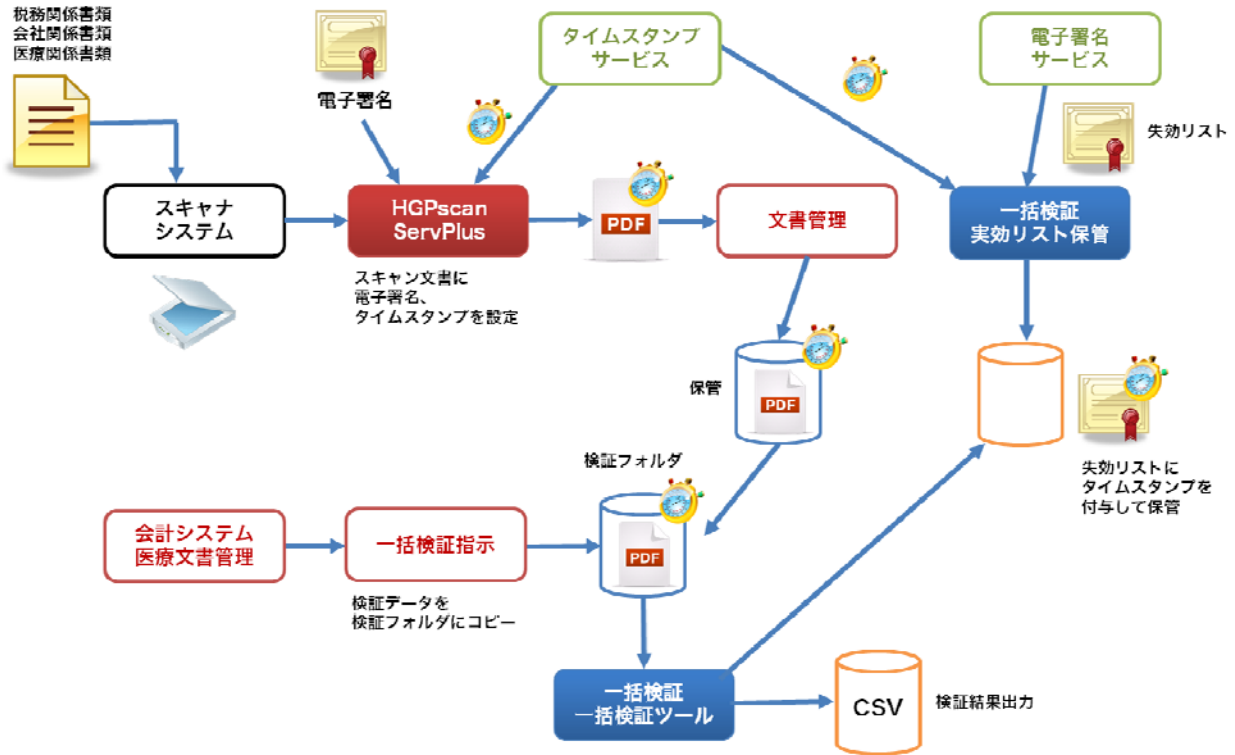 税務関係書類
会社関係書類
医療関係書類
電子署名
タイムスタンプ
サービス
電子署名
サービス
失効リスト
スキャナ
システム
HGPscan
ServPlus
PDF
文書管理
一括検証
実効リスト保管
スキャン文書に
電子署名、
タイムスタンプを設定
保管
PDF
検証フォルダ
失効リストに
タイムスタンプを
付与して保管
会計システム
医療文書管理
一括検証指示
PDF
検証データを
検証フォルダにコピー
一括検証
一括検証ツール
CSV
検証結果出力